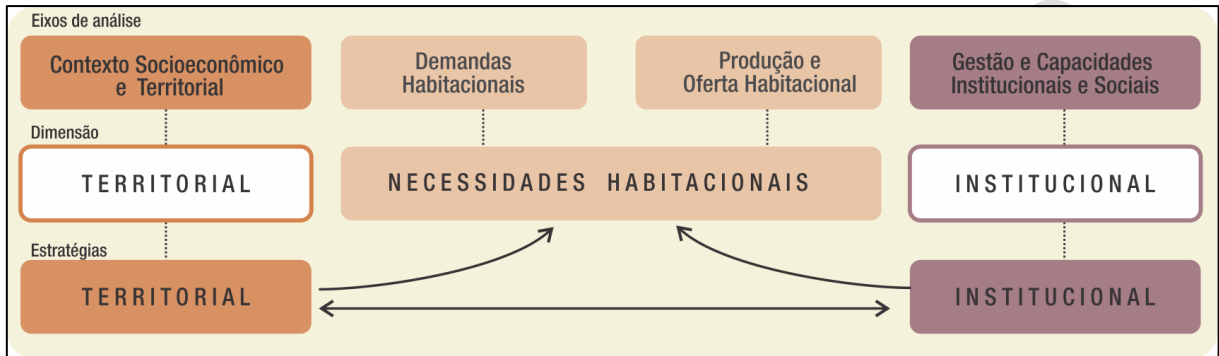 Eixos de análise
Contexto Socioeconômico
e Territorial
Demandas
Habitacionais
Produção e
Oferta Habitacional
Gestão e Capacidades
Institucionais e Sociais
Dimensão
TERRITORIAL
NECESSIDADES HABITACIONAIS
INSTITUCIONAL
Estratégias
TERRITORIAL
INSTITUCIONAL